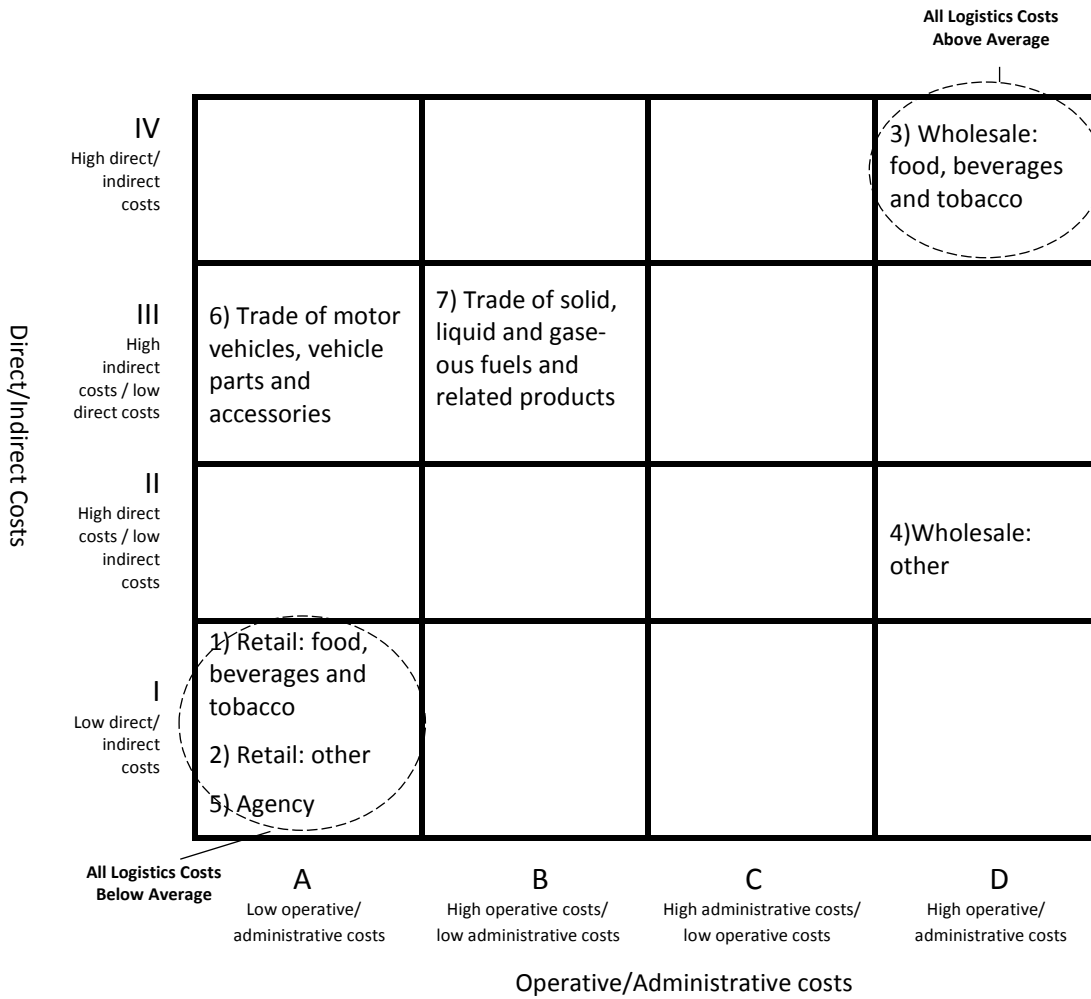 All Logistics Costs
Above Average
IV
High direct/
indirect
costs
3) Wholesale:
food, beverages
and tobacco
Direct/Indirect Costs
III
High
indirect
costs / low
direct costs
6) Trade of motor
vehicles, vehicle
parts and
accessories
7) Trade of solid,
liquid and gase-
ous fuels and
related products
II
High direct
costs / low
indirect
costs
4)Wholesale:
other
I
Low direct/
indirect
costs
1) Retail: food,
beverages and
tobacco
2) Retail: other
5) Agency
All Logistics Costs
Below Average
A
Low operative/
administrative costs
B
High operative costs/
low administrative costs
C
High administrative costs/
low operative costs
D
High operative/
administrative costs
Operative/Administrative costs